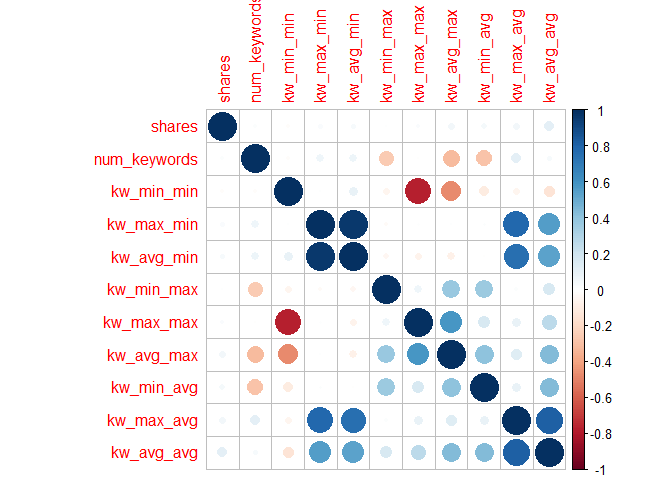 shares
num_keywords
kw_min_min
kw_max_min
kw_avg_min
kw_min_max
kw_max_max
kw_avg_max
kw_min_avg
kw_max_avg
kw_avg_avg
shares
num_keywords
kw_min_min
kw_max_min
kw_avg_min
kw_min_max
kw_max_max
kw_avg_max
kw_min_avg
kw_max_avg
kw_avg_avg
1
0.8
0.6
0.4
0.2
0
-0.2
-0.4
-0.6
-0.8
-1